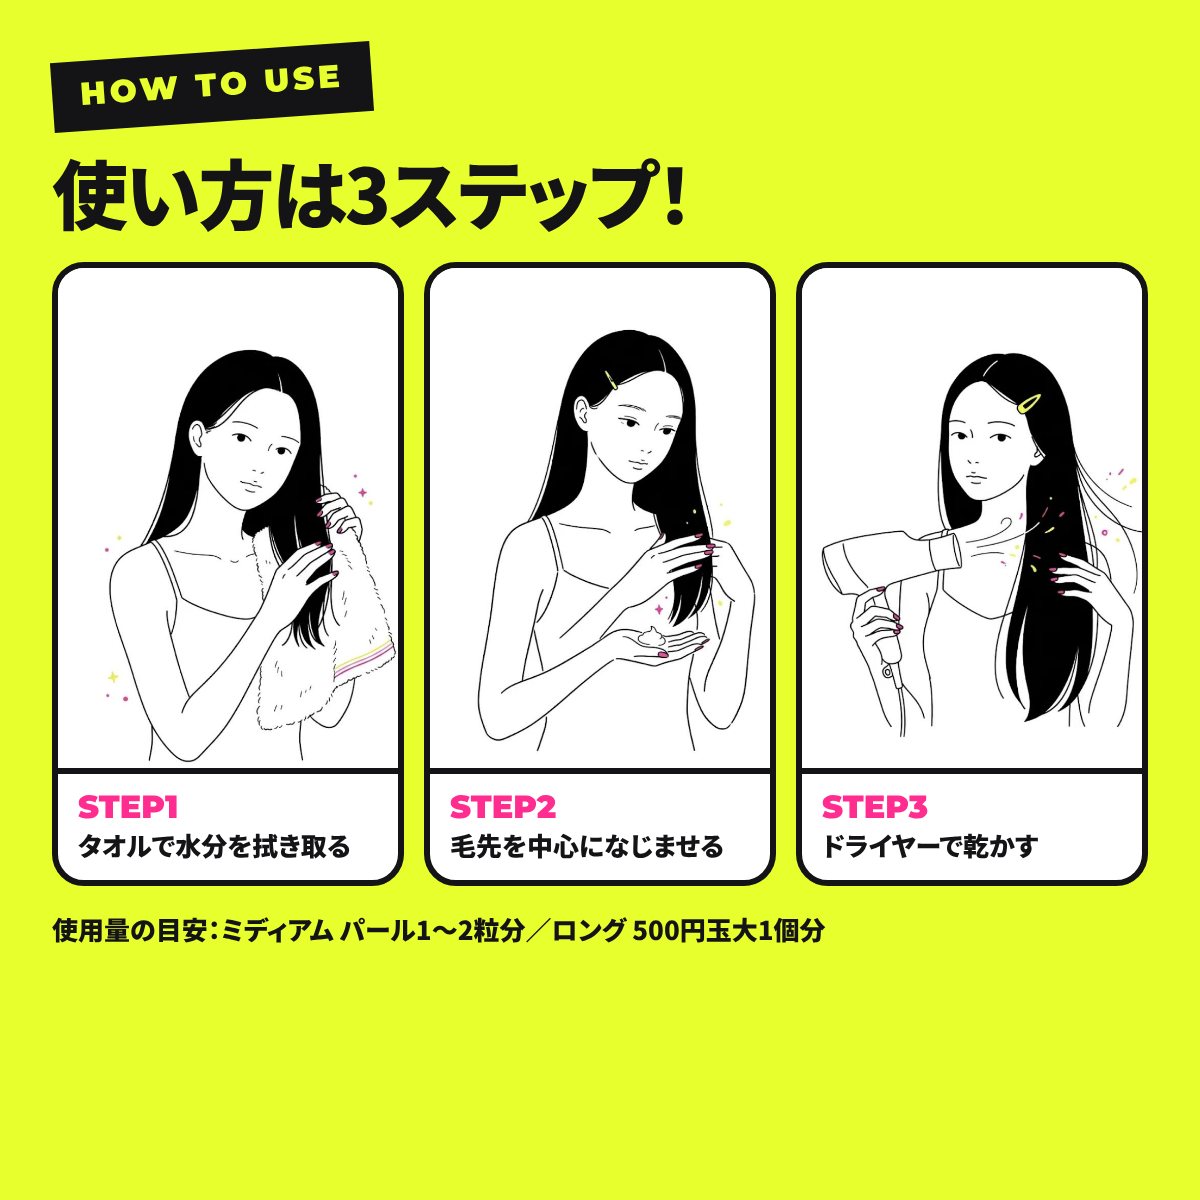 HOW TO USE
使い方は3ステップ!
STEP1
タオルで水分を拭き取る
STEP2
毛先を中心になじませる
STEP3
ドライヤーで乾かす
使用量の目安：ミディアム パール1〜2粒分／ロング 500円玉大1個分